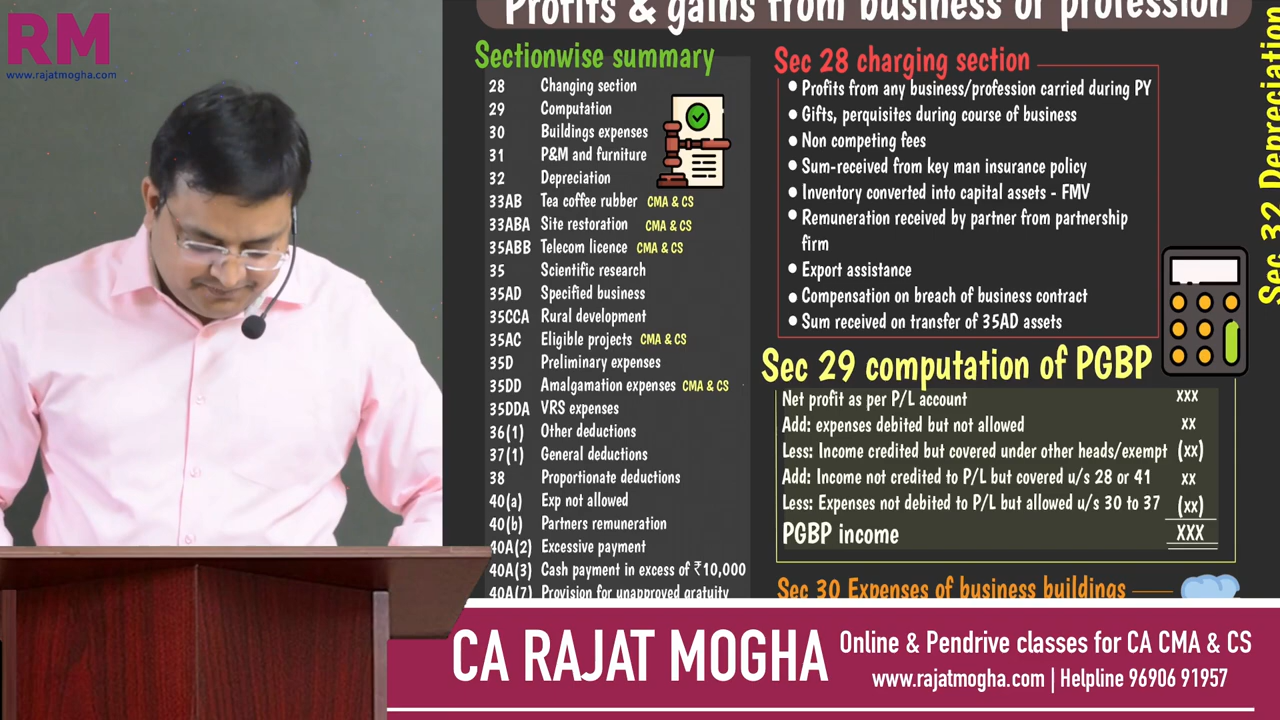 RM
www.rajatmogha.com
Profits & gains from business or profession
Sectionwise summary
28 Changing section
29 Computation
30 Buildings expenses
31 P&M and furniture
32 Depreciation
33AB Tea coffee rubber CMA & CS
33ABA Site restoration CMA & CS
35ABB Telecom licence CMA & CS
35 Scientific research
35AD Specified business
35CCA Rural development
35AC Eligible projects CMA & CS
35D Preliminary expenses
35DD Amalgamation expenses CMA & CS
35DDA VRS expenses
36(1) Other deductions
37(1) General deductions
38 Proportionate deductions
40(a) Exp not allowed
40(b) Partners remuneration
40A(2) Excessive payment
40A(3) Cash payment in excess of ₹10,000
40A(7) Provision for unapproved gratuity
Sec 28 charging section
• Profits from any business/profession carried during PY
• Gifts, perquisites during course of business
• Non competing fees
• Sum-received from key man insurance policy
• Inventory converted into capital assets - FMV
• Remuneration received by partner from partnership
firm
• Export assistance
• Compensation on breach of business contract
• Sum received on transfer of 35AD assets
Sec 29 computation of PGBP
Net profit as per P/L account xxx
Add: expenses debited but not allowed xx
Less: Income credited but covered under other heads/exempt (xx)
Add: Income not credited to P/L but covered u/s 28 or 41 xx
Less: Expenses not debited to P/L but allowed u/s 30 to 37 (xx)
PGBP income XXX
Sec 30 Expenses of business buildings
Sec 32 Depreciation
CA RAJAT MOGHA
Online & Pendrive classes for CA CMA & CS
www.rajatmogha.com | Helpline 96906 91957